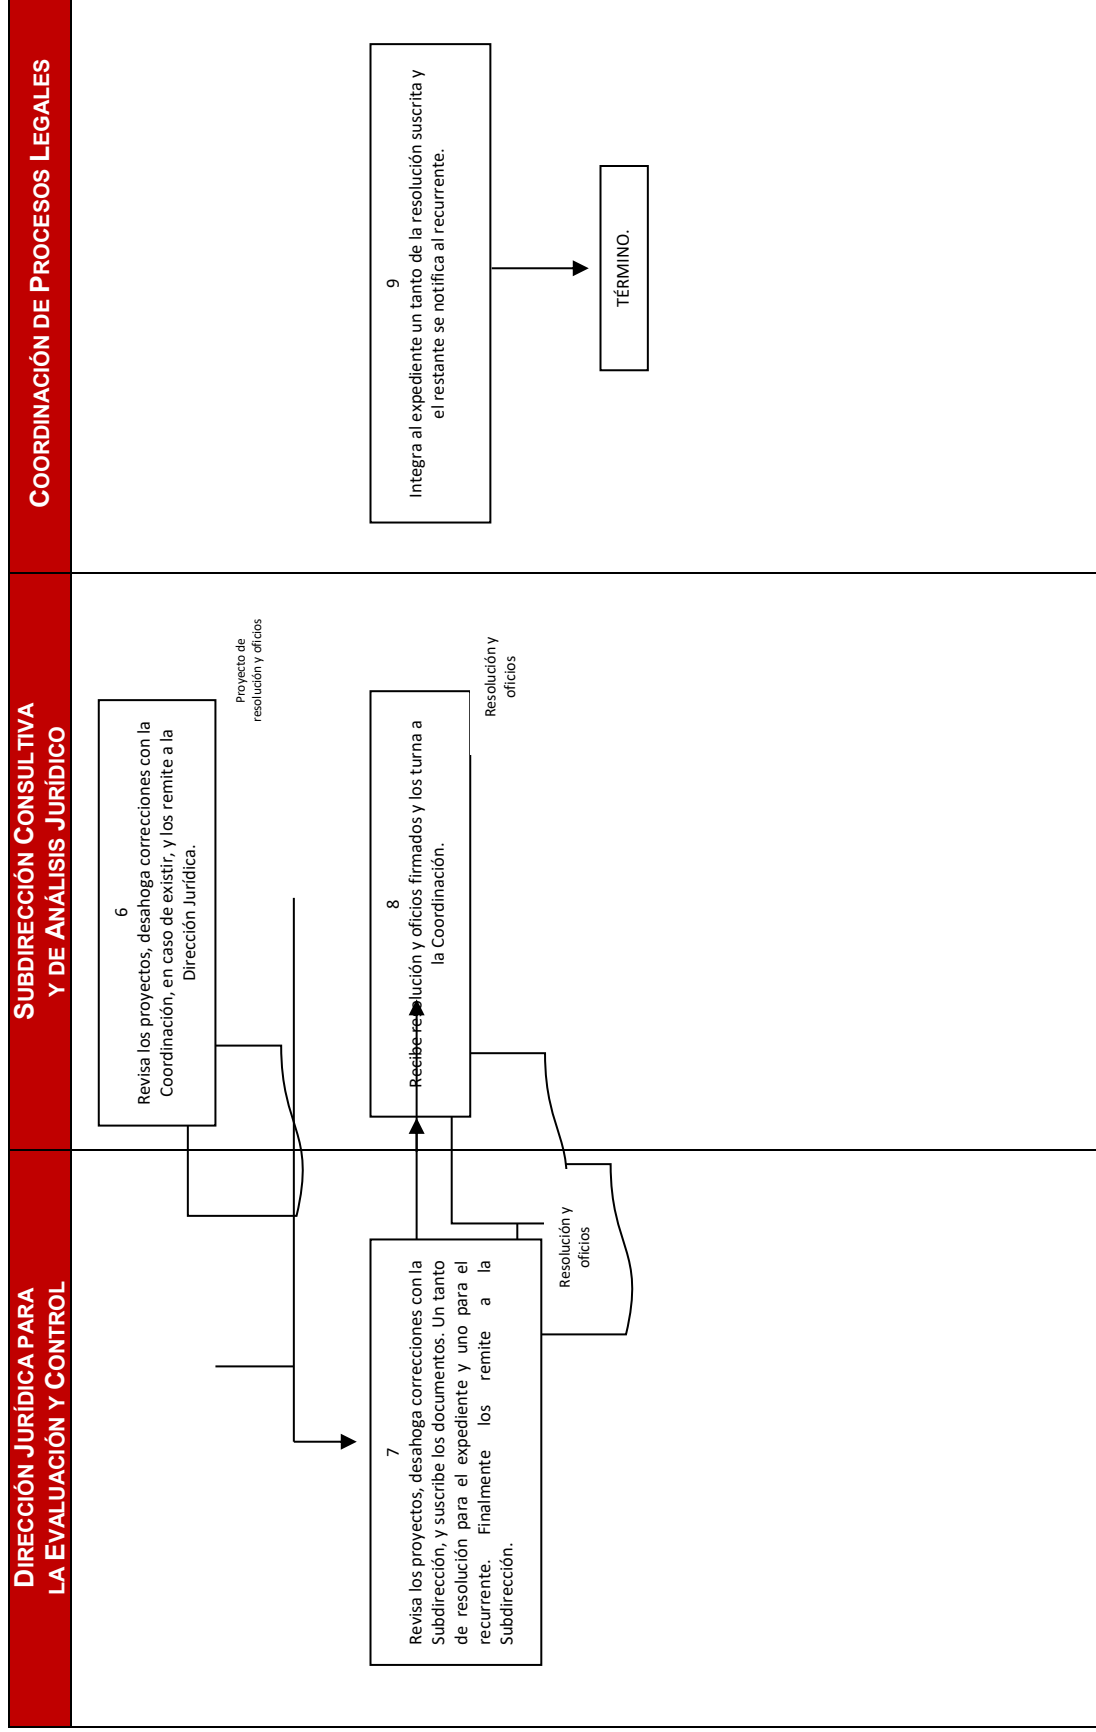 DIRECCIÓN JURÍDICA PARA
LA EVALUACIÓN Y CONTROL
SUBDIRECCIÓN CONSULTIVA
Y DE ANÁLISIS JURÍDICO
COORDINACIÓN DE PROCESOS LEGALES
6
Revisa los proyectos, desahoga correcciones con la
Coordinación, en caso de existir, y los remite a la
Dirección Jurídica.
Proyecto de
resolución y oficios
7
Revisa los proyectos, desahoga correcciones con la
Subdirección, y suscribe los documentos. Un tanto
de resolución para el expediente y uno para el
recurrente. Finalmente los remite a la
Subdirección.
Resolución y
oficios
8
Recibe resolución y oficios firmados y los turna a
la Coordinación.
Resolución y
oficios
9
Integra al expediente un tanto de la resolución suscrita y
el restante se notifica al recurrente.
TÉRMINO.